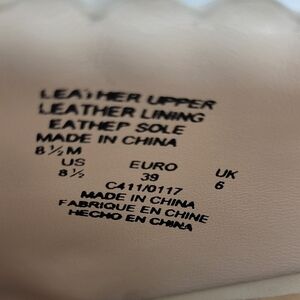 LEATHER UPPER
LEATHER LINING
EATHER SOLE
MADE IN CHINA
8½M
US EURO UK
8½ 39 6
C411/0117
MADE IN CHINA
FABRIQUE EN CHINE
HECHO EN CHINA